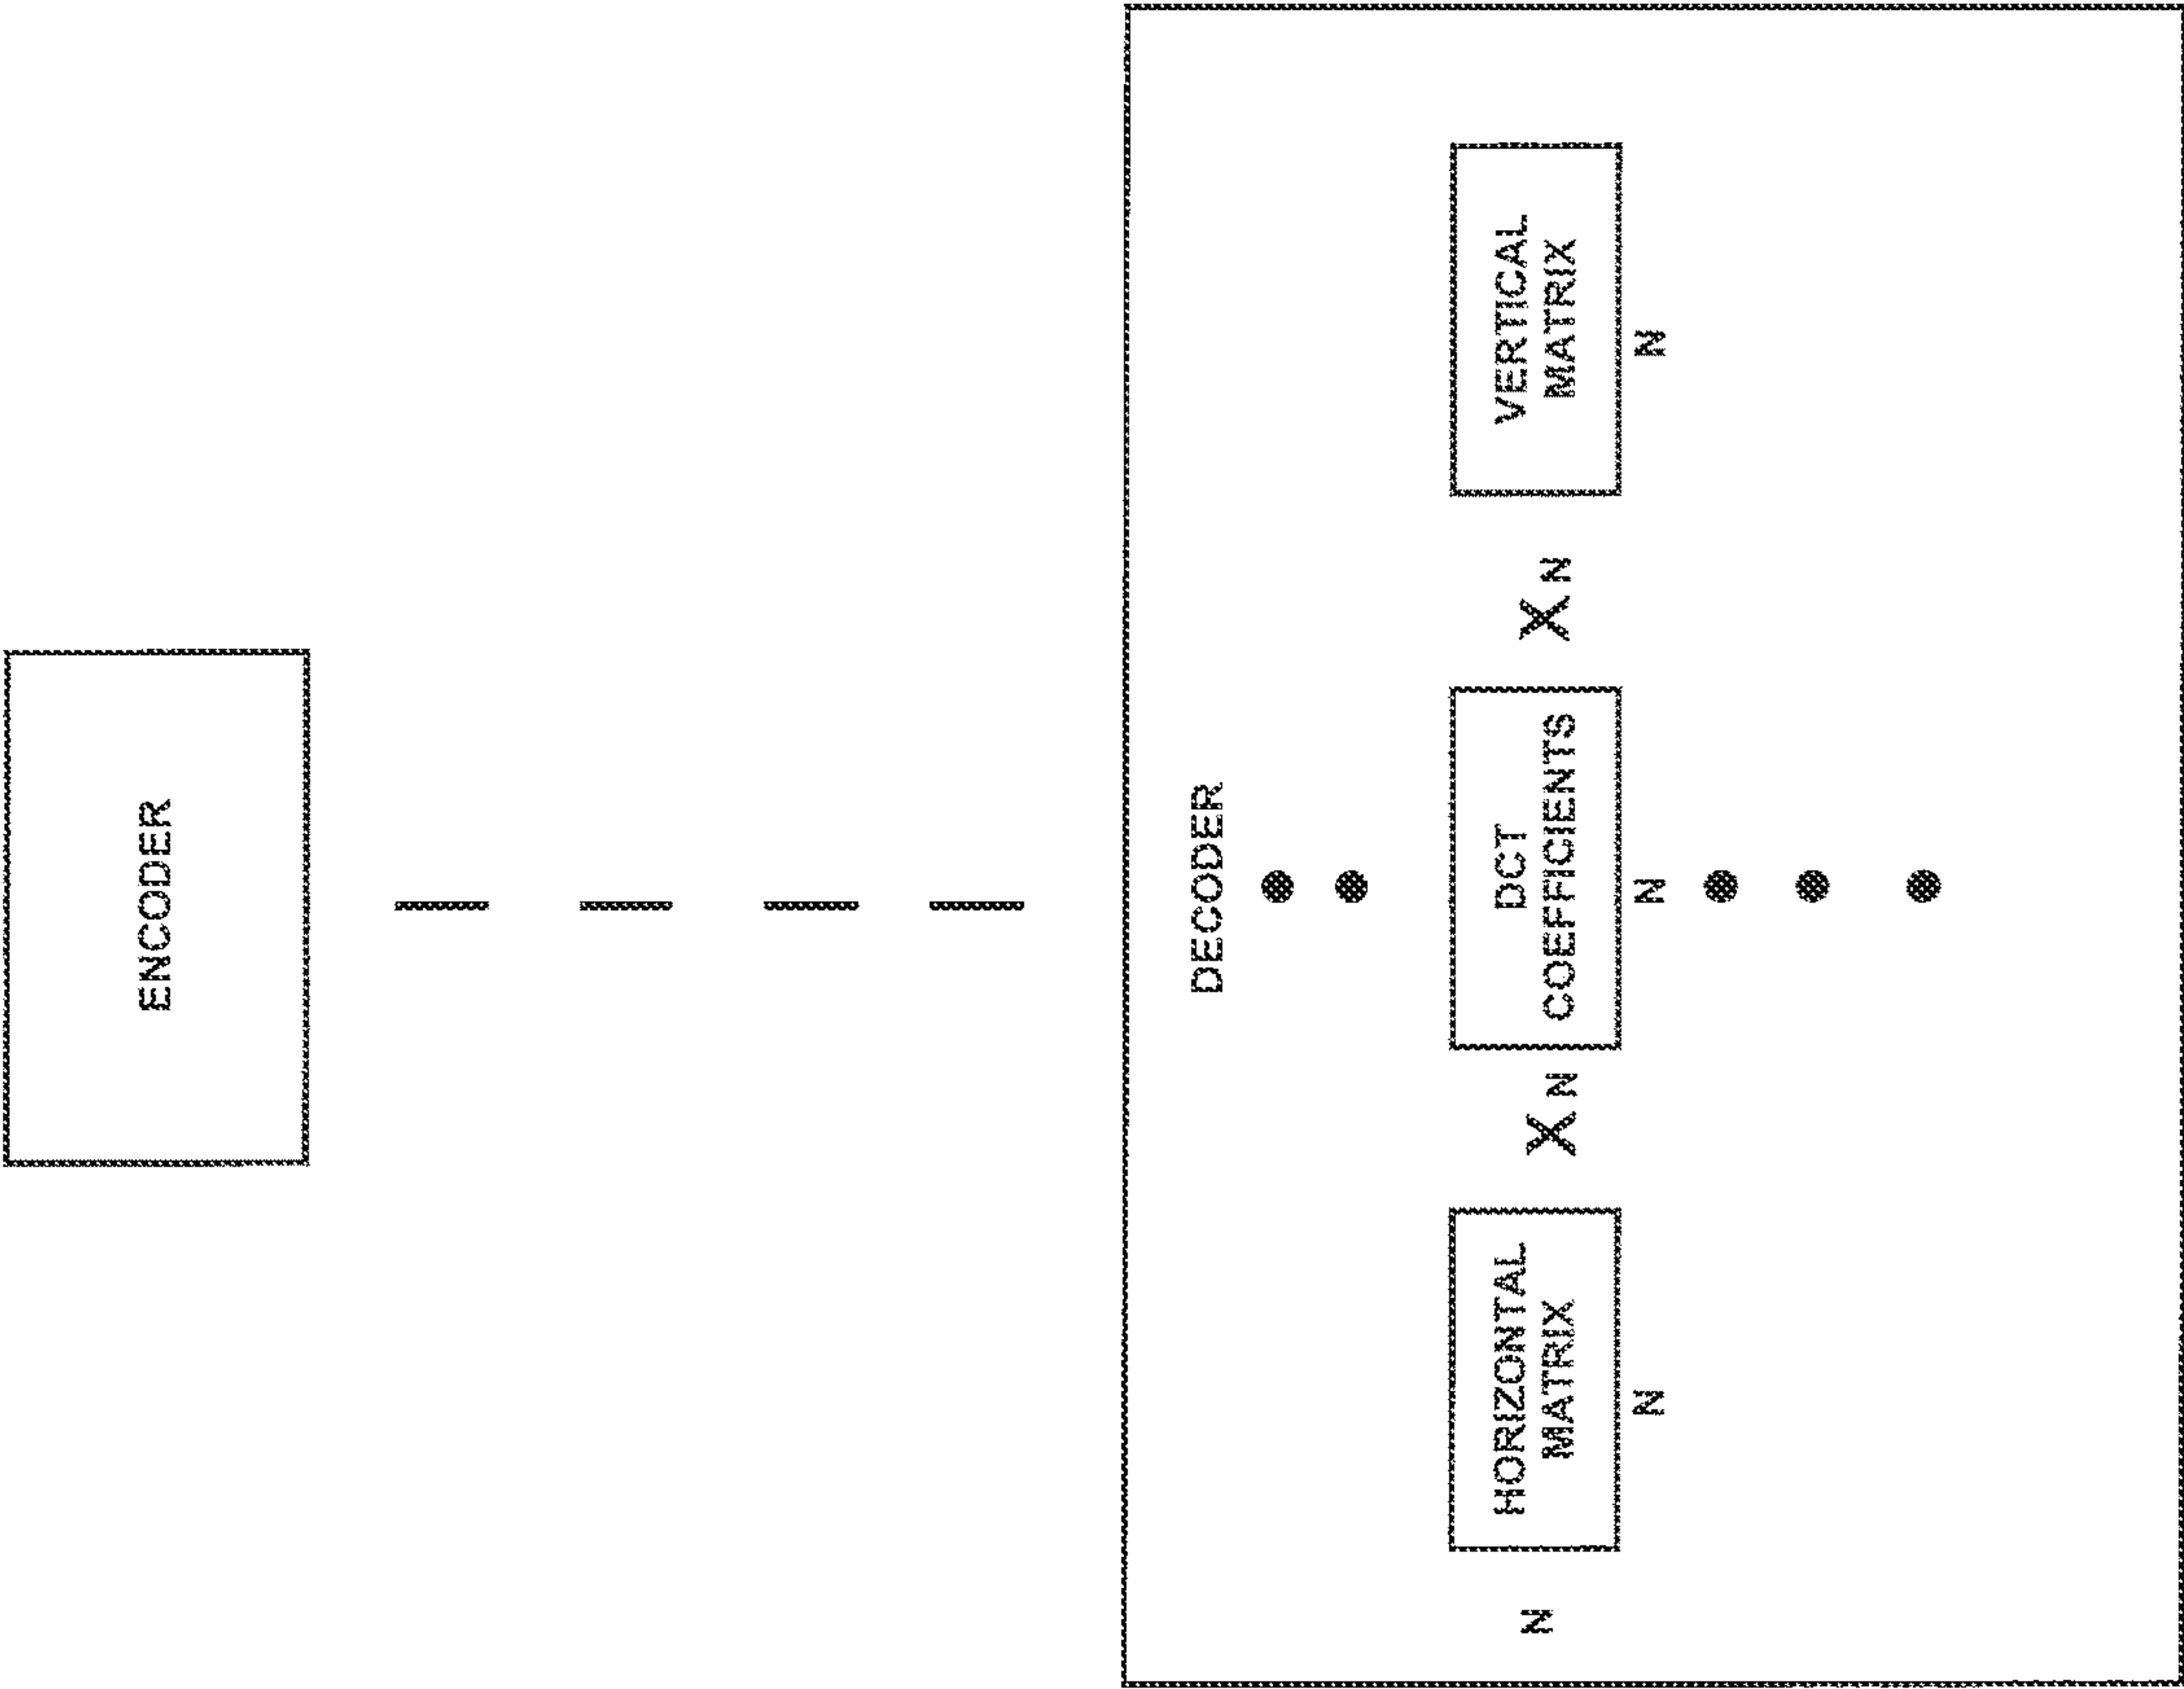 ENCODER
DECODER
N
HORIZONTAL
MATRIX
N
X N
DCT
COEFFICIENTS
N
X N
VERTICAL
MATRIX
N